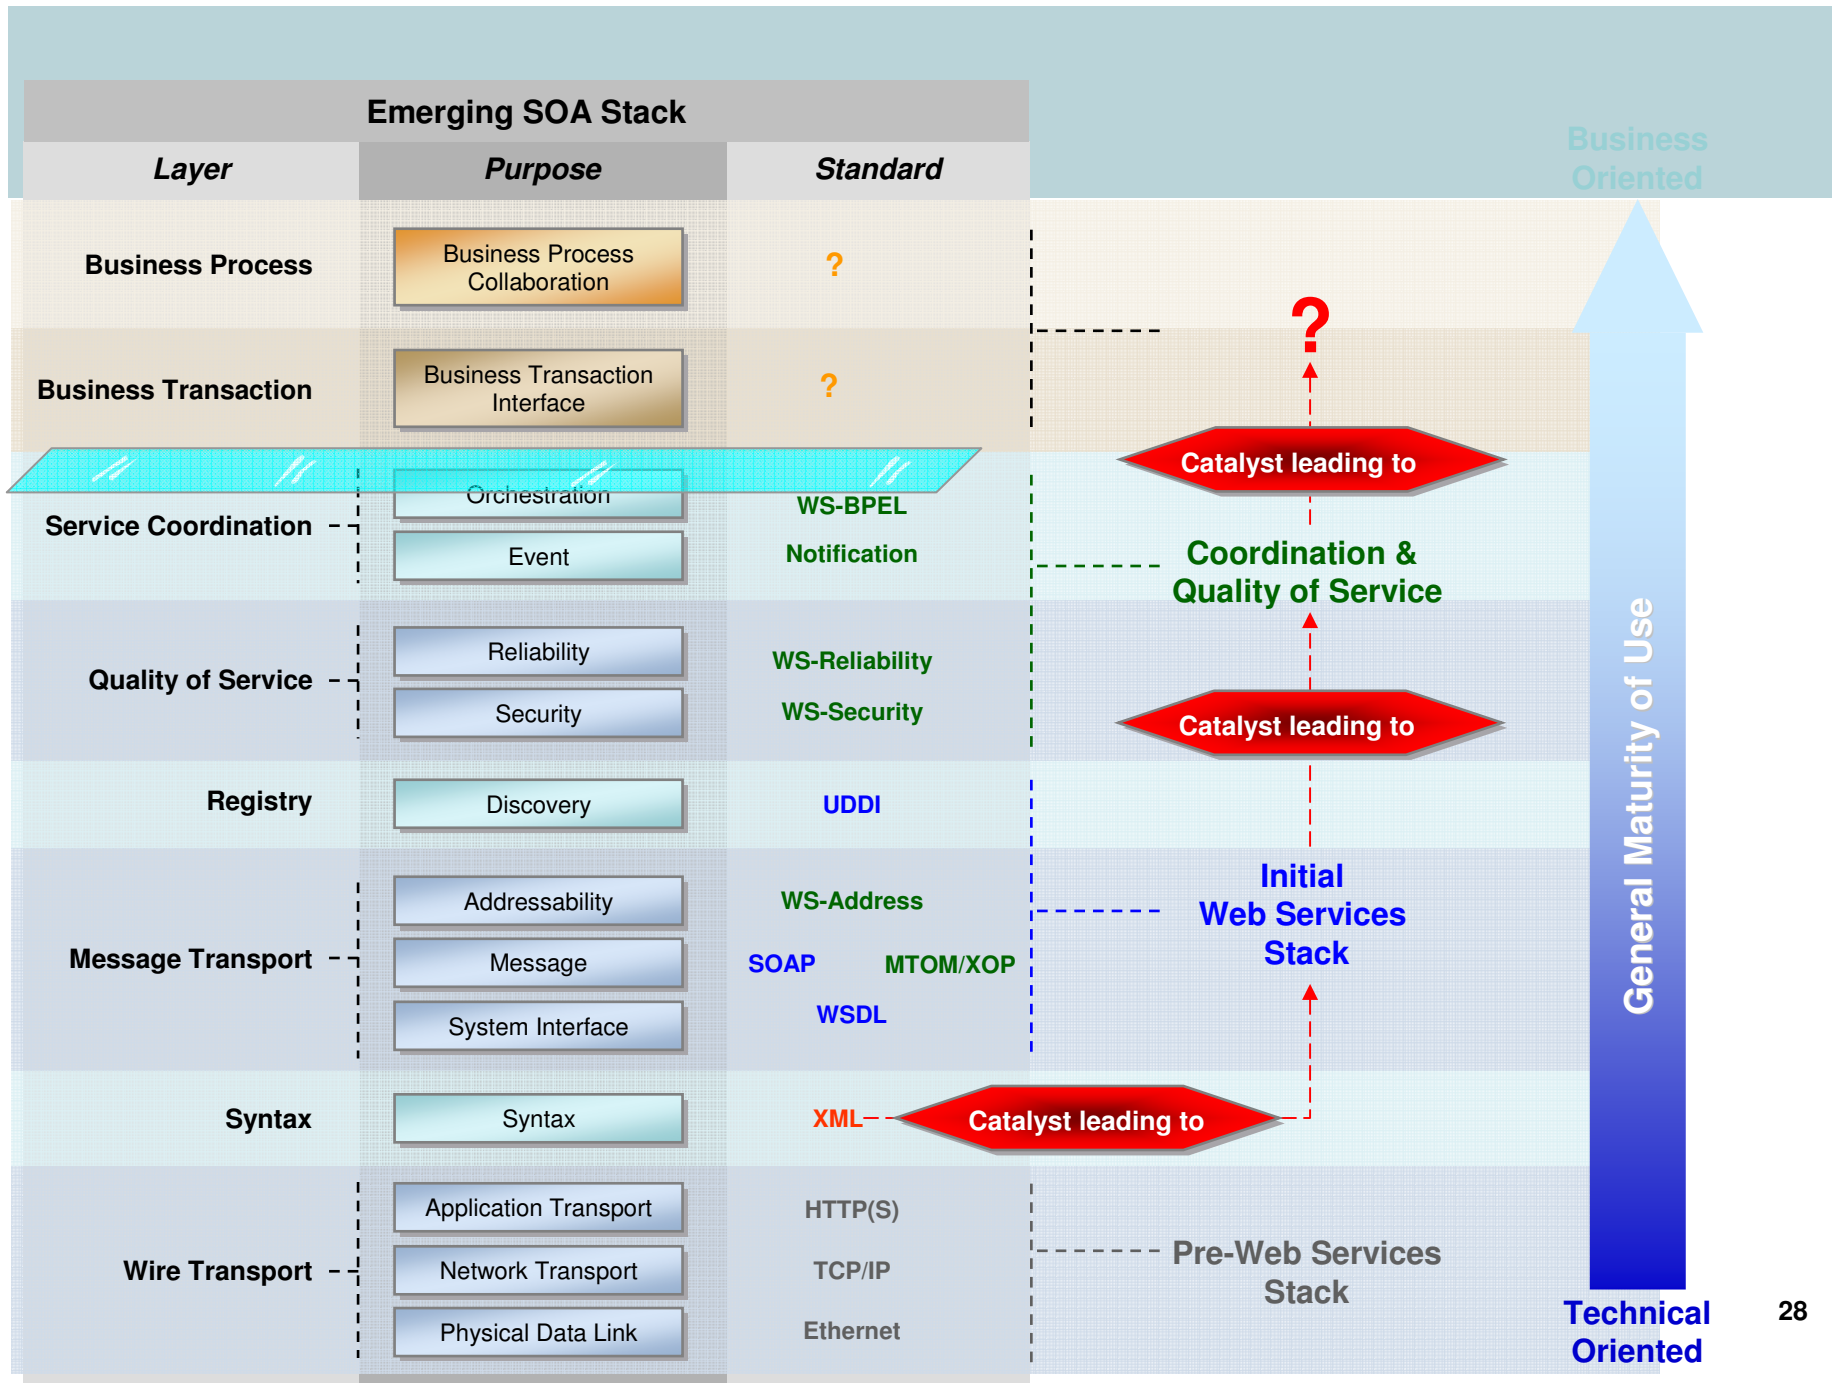 Emerging SOA Stack
Layer
Purpose
Standard
Business
Oriented
Business Process
Business Process
Collaboration
?
?
Business Transaction
Business Transaction
Interface
?
Catalyst leading to
Service Coordination
Orchestration
WS-BPEL
Event
Notification
Coordination &
Quality of Service
Quality of Service
Reliability
WS-Reliability
Security
WS-Security
Catalyst leading to
General Maturity of Use
Registry
Discovery
UDDI
Message Transport
Addressability
WS-Address
Message
SOAP
MTOM/XOP
System Interface
WSDL
Initial
Web Services
Stack
Syntax
Syntax
XML
Catalyst leading to
Wire Transport
Application Transport
HTTP(S)
Network Transport
TCP/IP
Physical Data Link
Ethernet
Pre-Web Services
Stack
Technical
Oriented
28